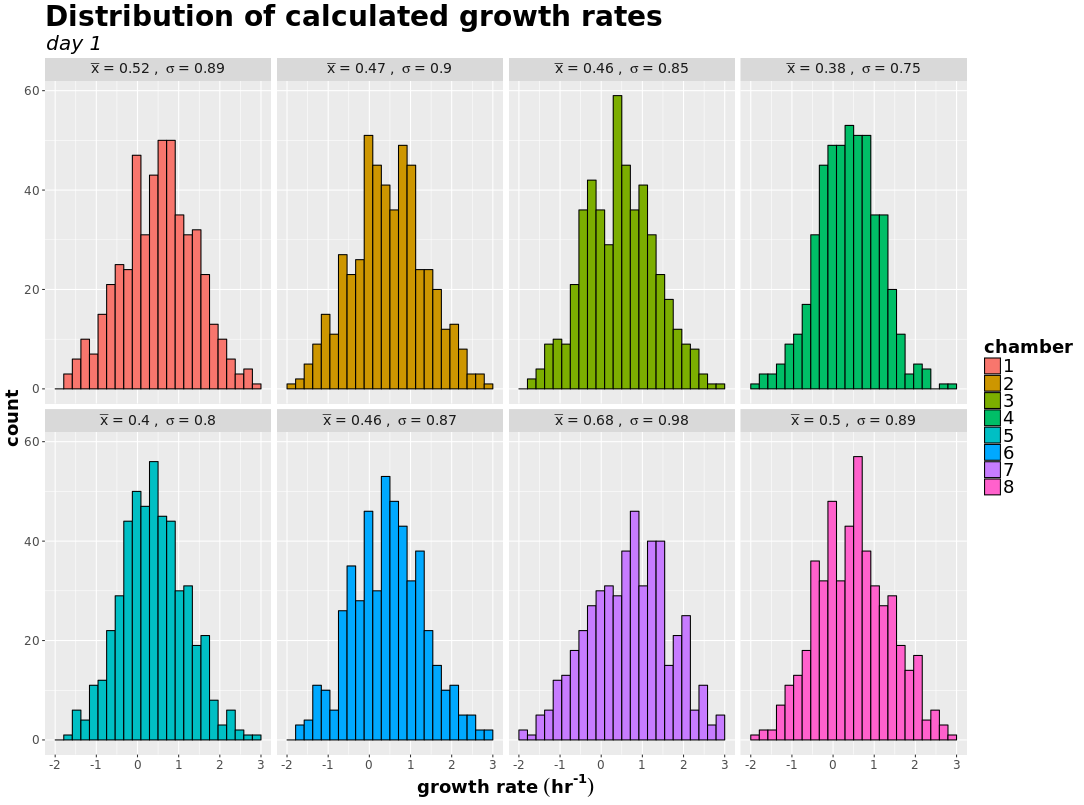 Distribution of calculated growth rates
day 1
x̅ = 0.52 , σ = 0.89
x̅ = 0.47 , σ = 0.9
x̅ = 0.46 , σ = 0.85
x̅ = 0.38 , σ = 0.75
60
40
20
0
x̅ = 0.4 , σ = 0.8
x̅ = 0.46 , σ = 0.87
x̅ = 0.68 , σ = 0.98
x̅ = 0.5 , σ = 0.89
60
40
20
0
count
-2 -1 0 1 2 3
-2 -1 0 1 2 3
-2 -1 0 1 2 3
-2 -1 0 1 2 3
growth rate (hr⁻¹)
chamber
1
2
3
4
5
6
7
8